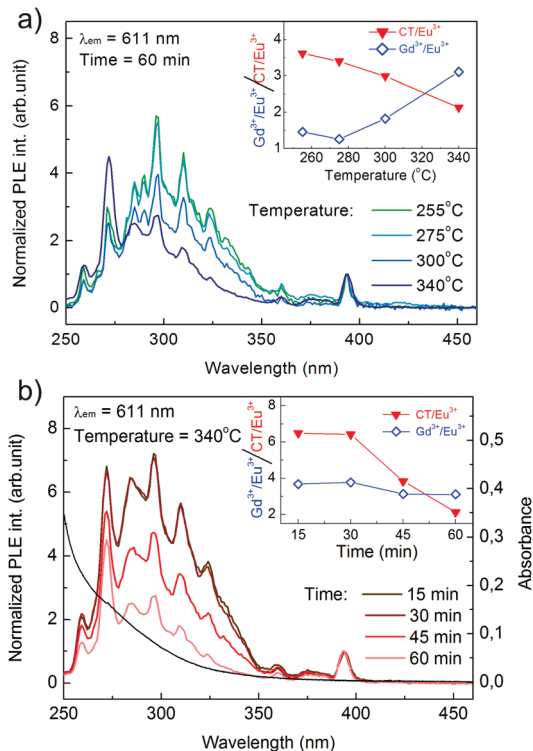 a)
λem = 611 nm
Time = 60 min
Normalized PLE int. (arb.unit)
8
6
4
2
0
250 300 350 400 450
Wavelength (nm)
Gd³⁺/Eu³⁺/CT/Eu³⁺
4
3
2
1
CT/Eu³⁺
Gd³⁺/Eu³⁺
260 280 300 320 340
Temperature (°C)
Temperature:
255°C
275°C
300°C
340°C
b)
λem = 611 nm
Temperature = 340°C
Normalized PLE int. (arb.unit)
8
6
4
2
0
250 300 350 400 450
Wavelength (nm)
Gd³⁺/Eu³⁺/CT/Eu³⁺
8
6
4
2
CT/Eu³⁺
Gd³⁺/Eu³⁺
15 30 45 60
Time (min)
Time:
15 min
30 min
45 min
60 min
0,5
0,4
0,3
0,2
0,1
0,0
Absorbance